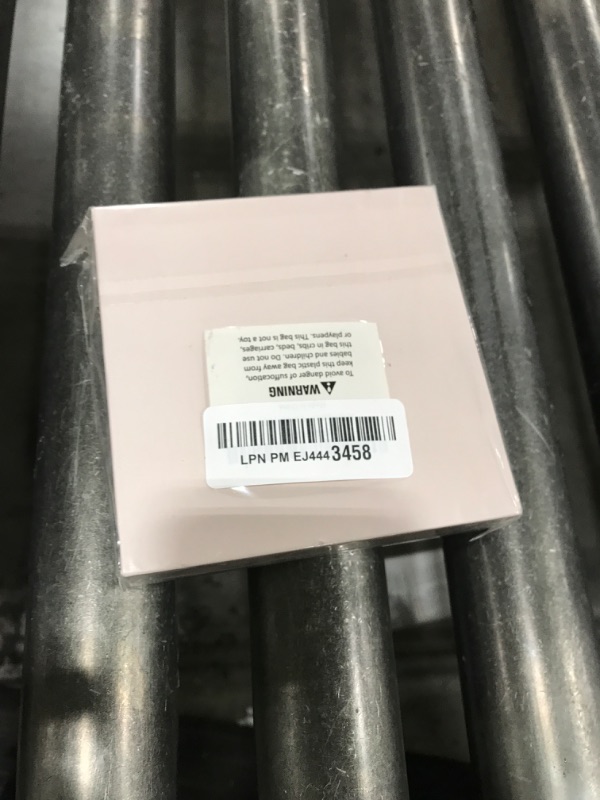 ⚠WARNING
To avoid danger of suffocation,
keep this plastic bag away from
babies and children. Do not use
this bag in cribs, beds, carriages,
or playpens. This bag is not a toy.
LPN PM EJ4443458